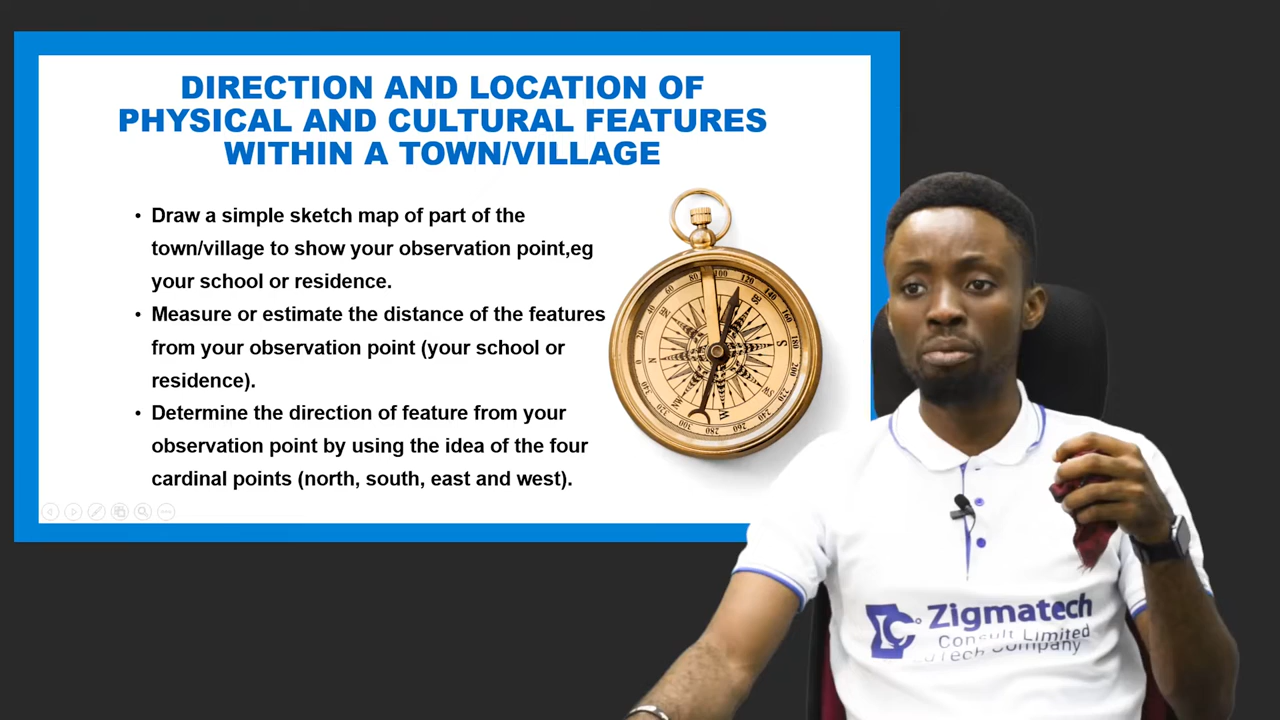 DIRECTION AND LOCATION OF
PHYSICAL AND CULTURAL FEATURES
WITHIN A TOWN/VILLAGE
• Draw a simple sketch map of part of the
town/village to show your observation point,eg
your school or residence.
• Measure or estimate the distance of the features
from your observation point (your school or
residence).
• Determine the direction of feature from your
observation point by using the idea of the four
cardinal points (north, south, east and west).
Zigmatech
Consult Limited
EdTech Company